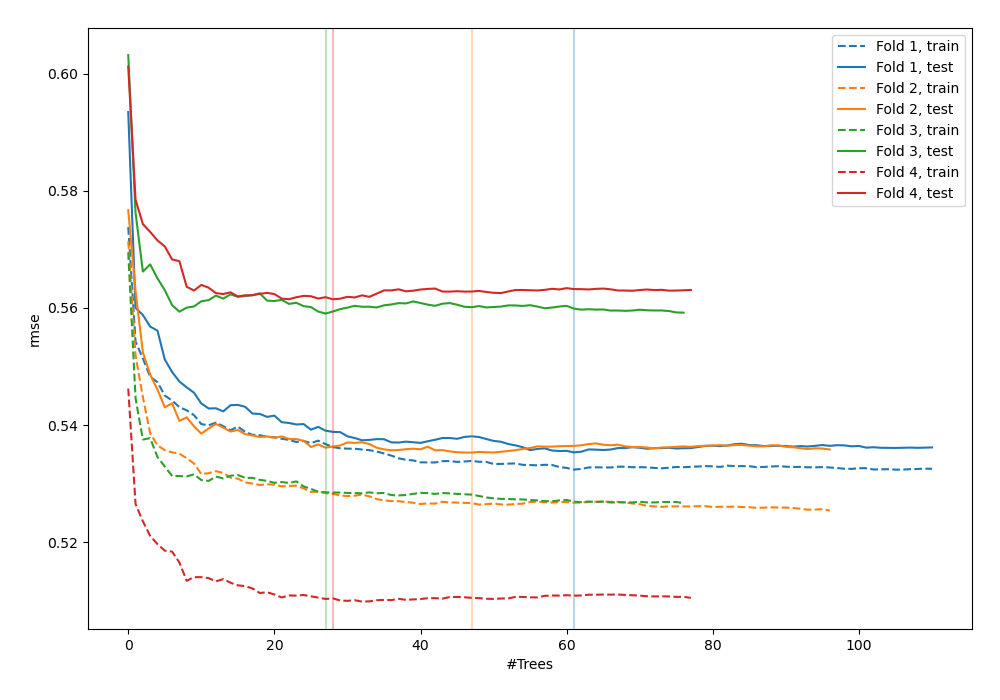 0.60
0.58
0.56
0.54
0.52
rmse
0
20
40
60
80
100
#Trees
Fold 1, train
Fold 1, test
Fold 2, train
Fold 2, test
Fold 3, train
Fold 3, test
Fold 4, train
Fold 4, test